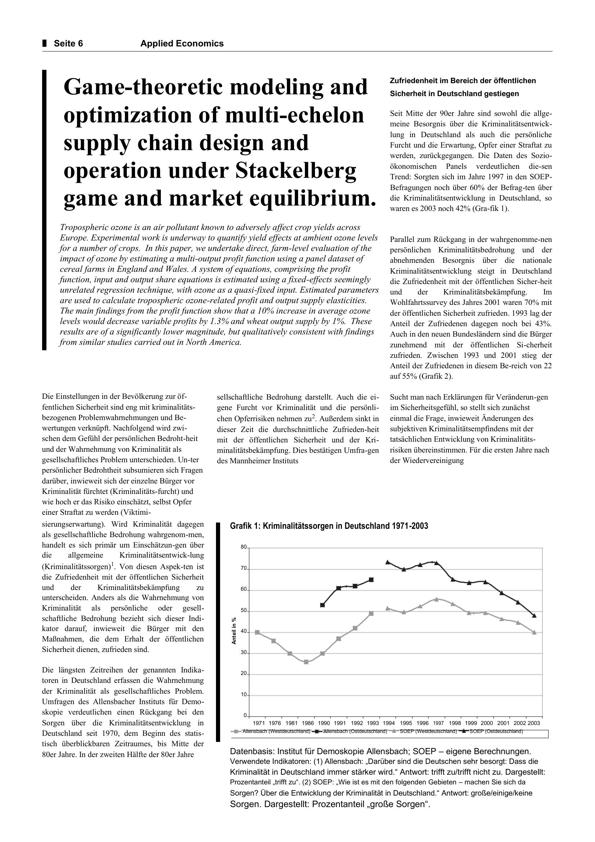 Seite 6 Applied Economics
Game-theoretic modeling and
optimization of multi-echelon
supply chain design and
operation under Stackelberg
game and market equilibrium.
Tropospheric ozone is an air pollutant known to adversely affect crop yields across
Europe. Experimental work is underway to quantify yield effects at ambient ozone levels
for a number of crops. In this paper, we undertake direct, farm-level evaluation of the
impact of ozone by estimating a multi-output profit function using a panel dataset of
cereal farms in England and Wales. A system of equations, comprising the profit
function, input and output share equations is estimated using a fixed-effects seemingly
unrelated regression technique, with ozone as a quasi-fixed input. Estimated parameters
are used to calculate tropospheric ozone-related profit and output supply elasticities.
The main findings from the profit function show that a 10% increase in average ozone
levels would decrease variable profits by 1.3% and wheat output supply by 1%. These
results are of a significantly lower magnitude, but qualitatively consistent with findings
from similar studies carried out in North America.
Zufriedenheit im Bereich der öffentlichen
Sicherheit in Deutschland gestiegen
Seit Mitte der 90er Jahre sind sowohl die allge-
meine Besorgnis über die Kriminalitätsentwick-
lung in Deutschland als auch die persönliche
Furcht und die Erwartung, Opfer einer Straftat zu
werden, zurückgegangen. Die Daten des Sozio-
ökonomischen Panels verdeutlichen die-sen
Trend: Sorgten sich im Jahre 1997 in den SOEP-
Befragungen noch über 60% der Befrag-ten über
die Kriminalitätsentwicklung in Deutschland, so
waren es 2003 noch 42% (Gra-fik 1).
Parallel zum Rückgang in der wahrgenomme-nen
persönlichen Kriminalitätsbedrohung und der
abnehmenden Besorgnis über die nationale
Kriminalitätsentwicklung steigt in Deutschland
die Zufriedenheit mit der öffentlichen Sicher-heit
und der Kriminalitätsbekämpfung. Im
Wohlfahrtssurvey des Jahres 2001 waren 70% mit
der öffentlichen Sicherheit zufrieden. 1993 lag der
Anteil der Zufriedenen dagegen noch bei 43%.
Auch in den neuen Bundesländern sind die Bürger
zunehmend mit der öffentlichen Si-cherheit
zufrieden. Zwischen 1993 und 2001 stieg der
Anteil der Zufriedenen in diesem Be-reich von 22
auf 55% (Grafik 2).
Die Einstellungen in der Bevölkerung zur öf-
fentlichen Sicherheit sind eng mit kriminalitäts-
bezogenen Problemwahrnehmungen und Be-
wertungen verknüpft. Nachfolgend wird zwi-
schen dem Gefühl der persönlichen Bedroht-heit
und der Wahrnehmung von Kriminalität als
gesellschaftliches Problem unterschieden. Un-ter
persönlicher Bedrohtheit subsumieren sich Fragen
darüber, inwieweit sich der einzelne Bürger vor
Kriminalität fürchtet (Kriminalitäts-furcht) und
wie hoch er das Risiko einschätzt, selbst Opfer
einer Straftat zu werden (Viktimi-
sierungserwartung). Wird Kriminalität dagegen
als gesellschaftliche Bedrohung wahrgenom-men,
handelt es sich primär um Einschätzun-gen über
die allgemeine Kriminalitätsentwick-lung
(Kriminalitätssorgen)1. Von diesen Aspek-ten ist
die Zufriedenheit mit der öffentlichen Sicherheit
und der Kriminalitätsbekämpfung zu
unterscheiden. Anders als die Wahrnehmung von
Kriminalität als persönliche oder gesell-
schaftliche Bedrohung bezieht sich dieser Indi-
kator darauf, inwieweit die Bürger mit den
Maßnahmen, die dem Erhalt der öffentlichen
Sicherheit dienen, zufrieden sind.
Die längsten Zeitreihen der genannten Indika-
toren in Deutschland erfassen die Wahrnehmung
der Kriminalität als gesellschaftliches Problem.
Umfragen des Allensbacher Instituts für Demo-
skopie verdeutlichen einen Rückgang bei den
Sorgen über die Kriminalitätsentwicklung in
Deutschland seit 1970, dem Beginn des statis-
tisch überblickbaren Zeitraumes, bis Mitte der
80er Jahre. In der zweiten Hälfte der 80er Jahre
sellschaftliche Bedrohung darstellt. Auch die ei-
gene Furcht vor Kriminalität und die persönli-
chen Opferrisiken nehmen zu2. Außerdem sinkt in
dieser Zeit die durchschnittliche Zufrieden-heit
mit der öffentlichen Sicherheit und der Kri-
minalitätsbekämpfung. Dies bestätigen Umfra-gen
des Mannheimer Instituts
Sucht man nach Erklärungen für Veränderun-gen
im Sicherheitsgefühl, so stellt sich zunächst
einmal die Frage, inwieweit Änderungen des
subjektiven Kriminalitätsempfindens mit der
tatsächlichen Entwicklung von Kriminalitäts-
risiken übereinstimmen. Für die ersten Jahre nach
der Wiedervereinigung
Grafik 1: Kriminalitätssorgen in Deutschland 1971-2003
Anteil in %
80
70
60
50
40
30
20
10
0
1971 1976 1981 1986 1990 1991 1992 1993 1994 1995 1996 1997 1998 1999 2000 2001 2002 2003
Allensbach (Westdeutschland) Allensbach (Ostdeutschland) SOEP (Westdeutschland) SOEP (Ostdeutschland)
Datenbasis: Institut für Demoskopie Allensbach; SOEP – eigene Berechnungen.
Verwendete Indikatoren: (1) Allensbach: „Darüber sind die Deutschen sehr besorgt: Dass die
Kriminalität in Deutschland immer stärker wird.“ Antwort: trifft zu/trifft nicht zu. Dargestellt:
Prozentanteil „trifft zu“. (2) SOEP: „Wie ist es mit den folgenden Gebieten – machen Sie sich da
Sorgen? Über die Entwicklung der Kriminalität in Deutschland.“ Antwort: große/einige/keine
Sorgen. Dargestellt: Prozentanteil „große Sorgen“.